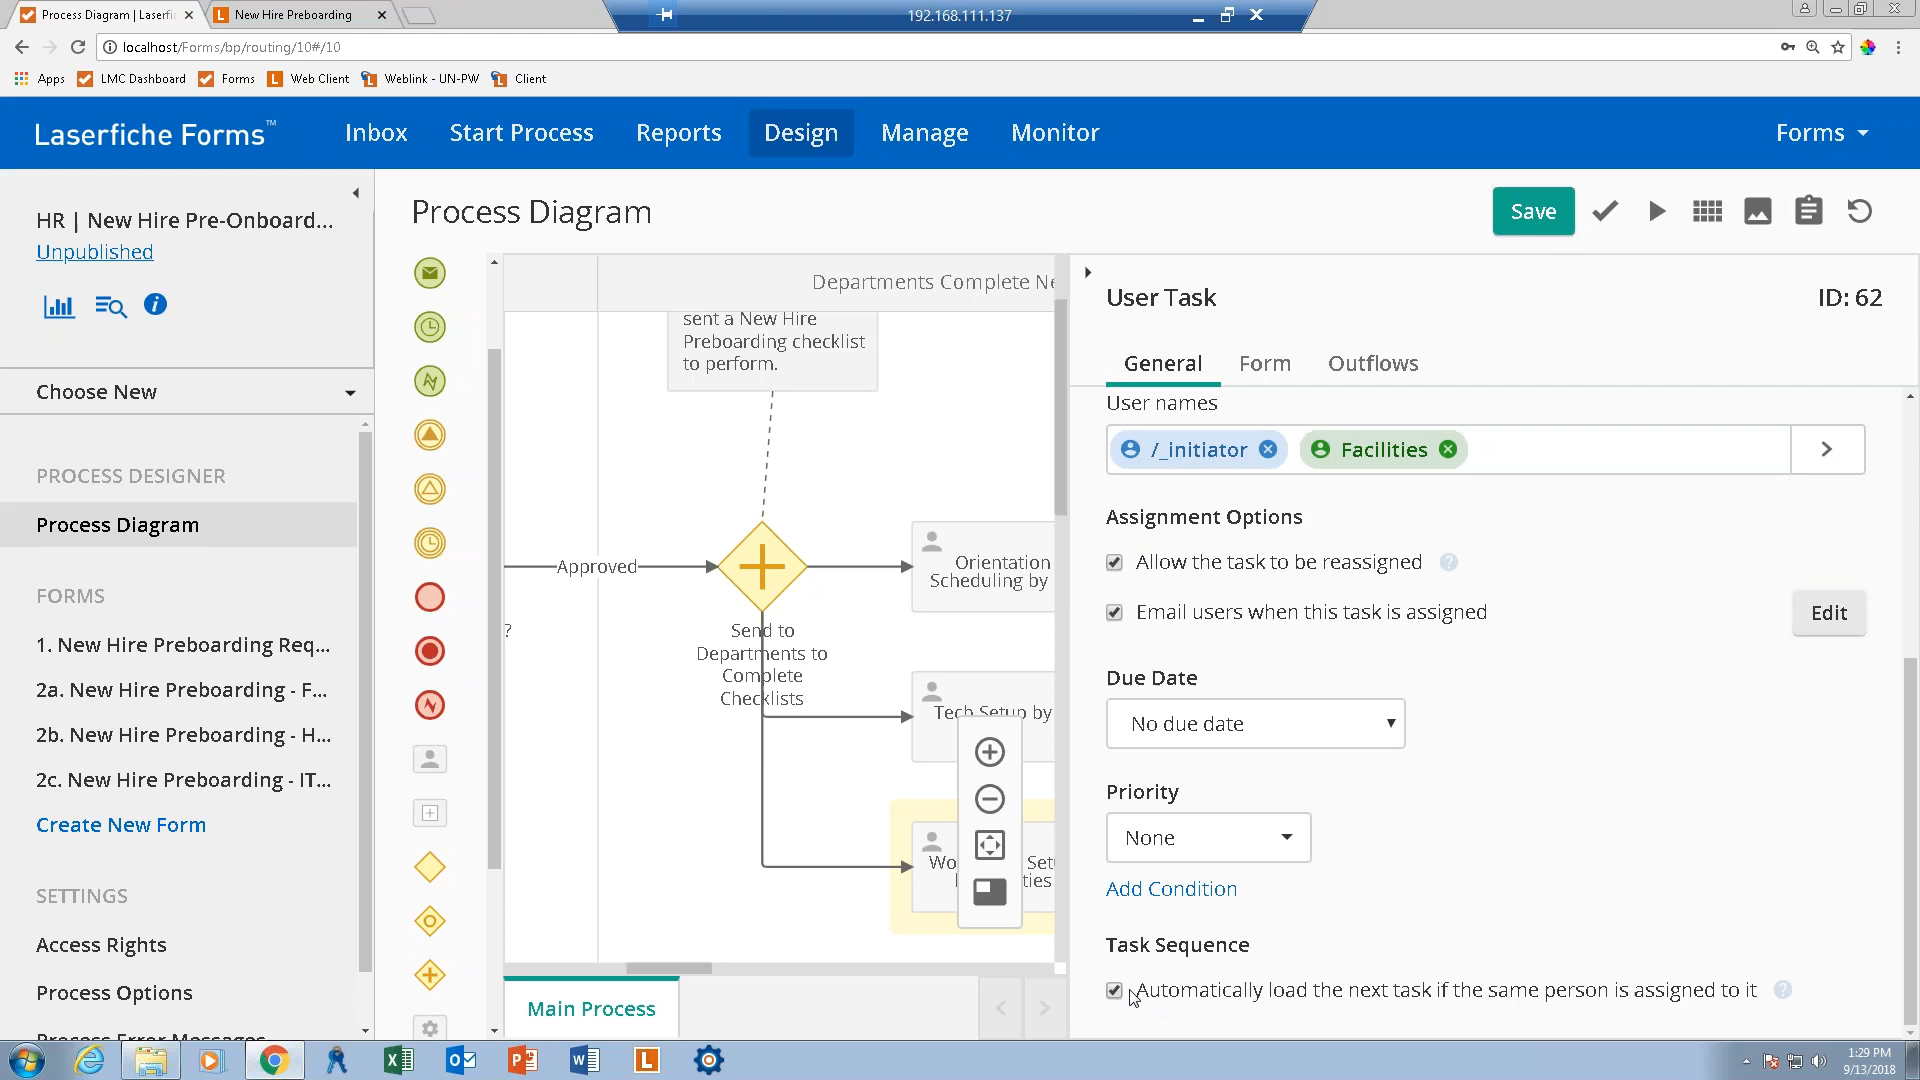 Process Diagram | Laserfi
New Hire Preboarding
192.168.111.137
localhost/Forms/bp/routing/10#/10
Apps
LMC Dashboard
Forms
Web Client
Weblink - UN-PW
Client
Laserfiche Forms™
Inbox
Start Process
Reports
Design
Manage
Monitor
Forms
HR | New Hire Pre-Onboard...
Unpublished
Process Diagram
Save
Choose New
PROCESS DESIGNER
Process Diagram
FORMS
1. New Hire Preboarding Req...
2a. New Hire Preboarding - F...
2b. New Hire Preboarding - H...
2c. New Hire Preboarding - IT...
Create New Form
SETTINGS
Access Rights
Process Options
Process Error Messages
Departments Complete Ne
sent a New Hire
Preboarding checklist
to perform.
Approved
?
Send to
Departments to
Complete
Checklists
Orientation
Scheduling by
Tech Setup by
Wo
Setu
ties
Main Process
User Task
ID: 62
General
Form
Outflows
User names
/_initiator
Facilities
Assignment Options
Allow the task to be reassigned
?
Email users when this task is assigned
Edit
Due Date
No due date
Priority
None
Add Condition
Task Sequence
Automatically load the next task if the same person is assigned to it
?
1:29 PM
9/13/2018